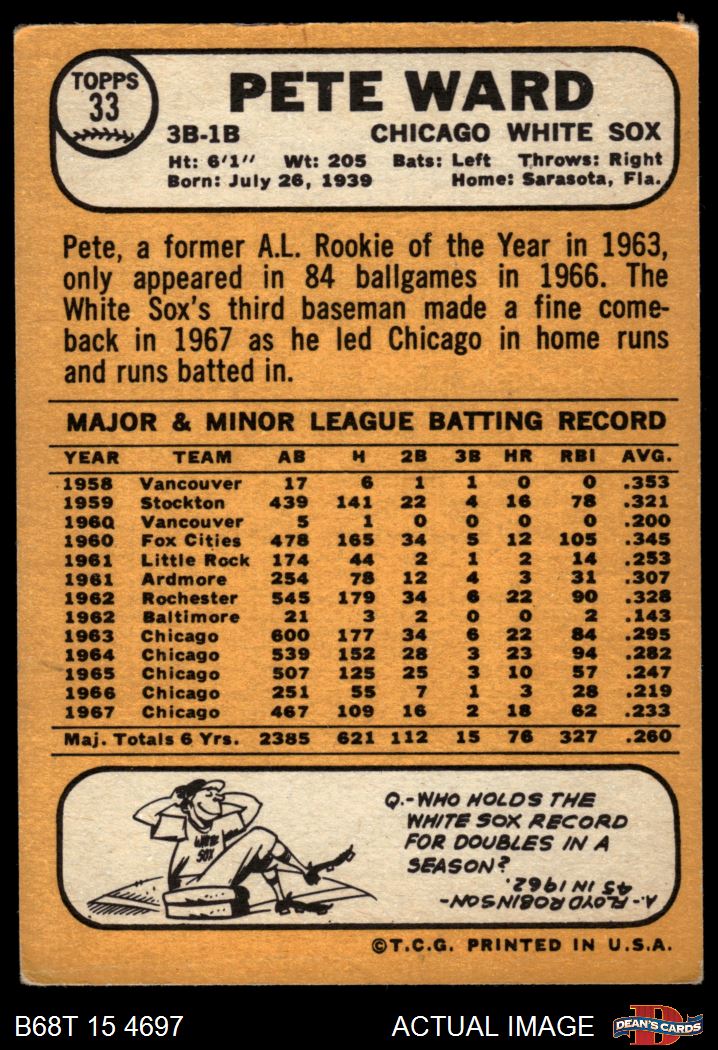 TOPPS
33
PETE WARD
3B-1B CHICAGO WHITE SOX
Ht: 6'1" Wt: 205 Bats: Left Throws: Right
Born: July 26, 1939 Home: Sarasota, Fla.
Pete, a former A.L. Rookie of the Year in 1963,
only appeared in 84 ballgames in 1966. The
White Sox's third baseman made a fine come-
back in 1967 as he led Chicago in home runs
and runs batted in.
MAJOR & MINOR LEAGUE BATTING RECORD
YEAR TEAM AB H 2B 3B HR RBI AVG.
1958 Vancouver 17 6 1 1 0 0 .353
1959 Stockton 439 141 22 4 16 78 .321
1960 Vancouver 5 1 0 0 0 0 .200
1960 Fox Cities 478 165 34 5 12 105 .345
1961 Little Rock 174 44 2 1 2 14 .253
1961 Ardmore 254 78 12 4 3 31 .307
1962 Rochester 545 179 34 6 22 90 .328
1962 Baltimore 21 3 2 0 0 2 .143
1963 Chicago 600 177 34 6 22 84 .295
1964 Chicago 539 152 28 3 23 94 .282
1965 Chicago 507 125 25 3 10 57 .247
1966 Chicago 251 55 7 1 3 28 .219
1967 Chicago 467 109 16 2 18 62 .233
Maj. Totals 6 Yrs. 2385 621 112 15 76 327 .260
WHITE
SOX
Q.-WHO HOLDS THE
WHITE SOX RECORD
FOR DOUBLES IN A
SEASON?
A.-FLOYD ROBINSON-
45 IN 1962.
©T.C.G. PRINTED IN U.S.A.
B68T 15 4697 ACTUAL IMAGE DEAN'S CARDS